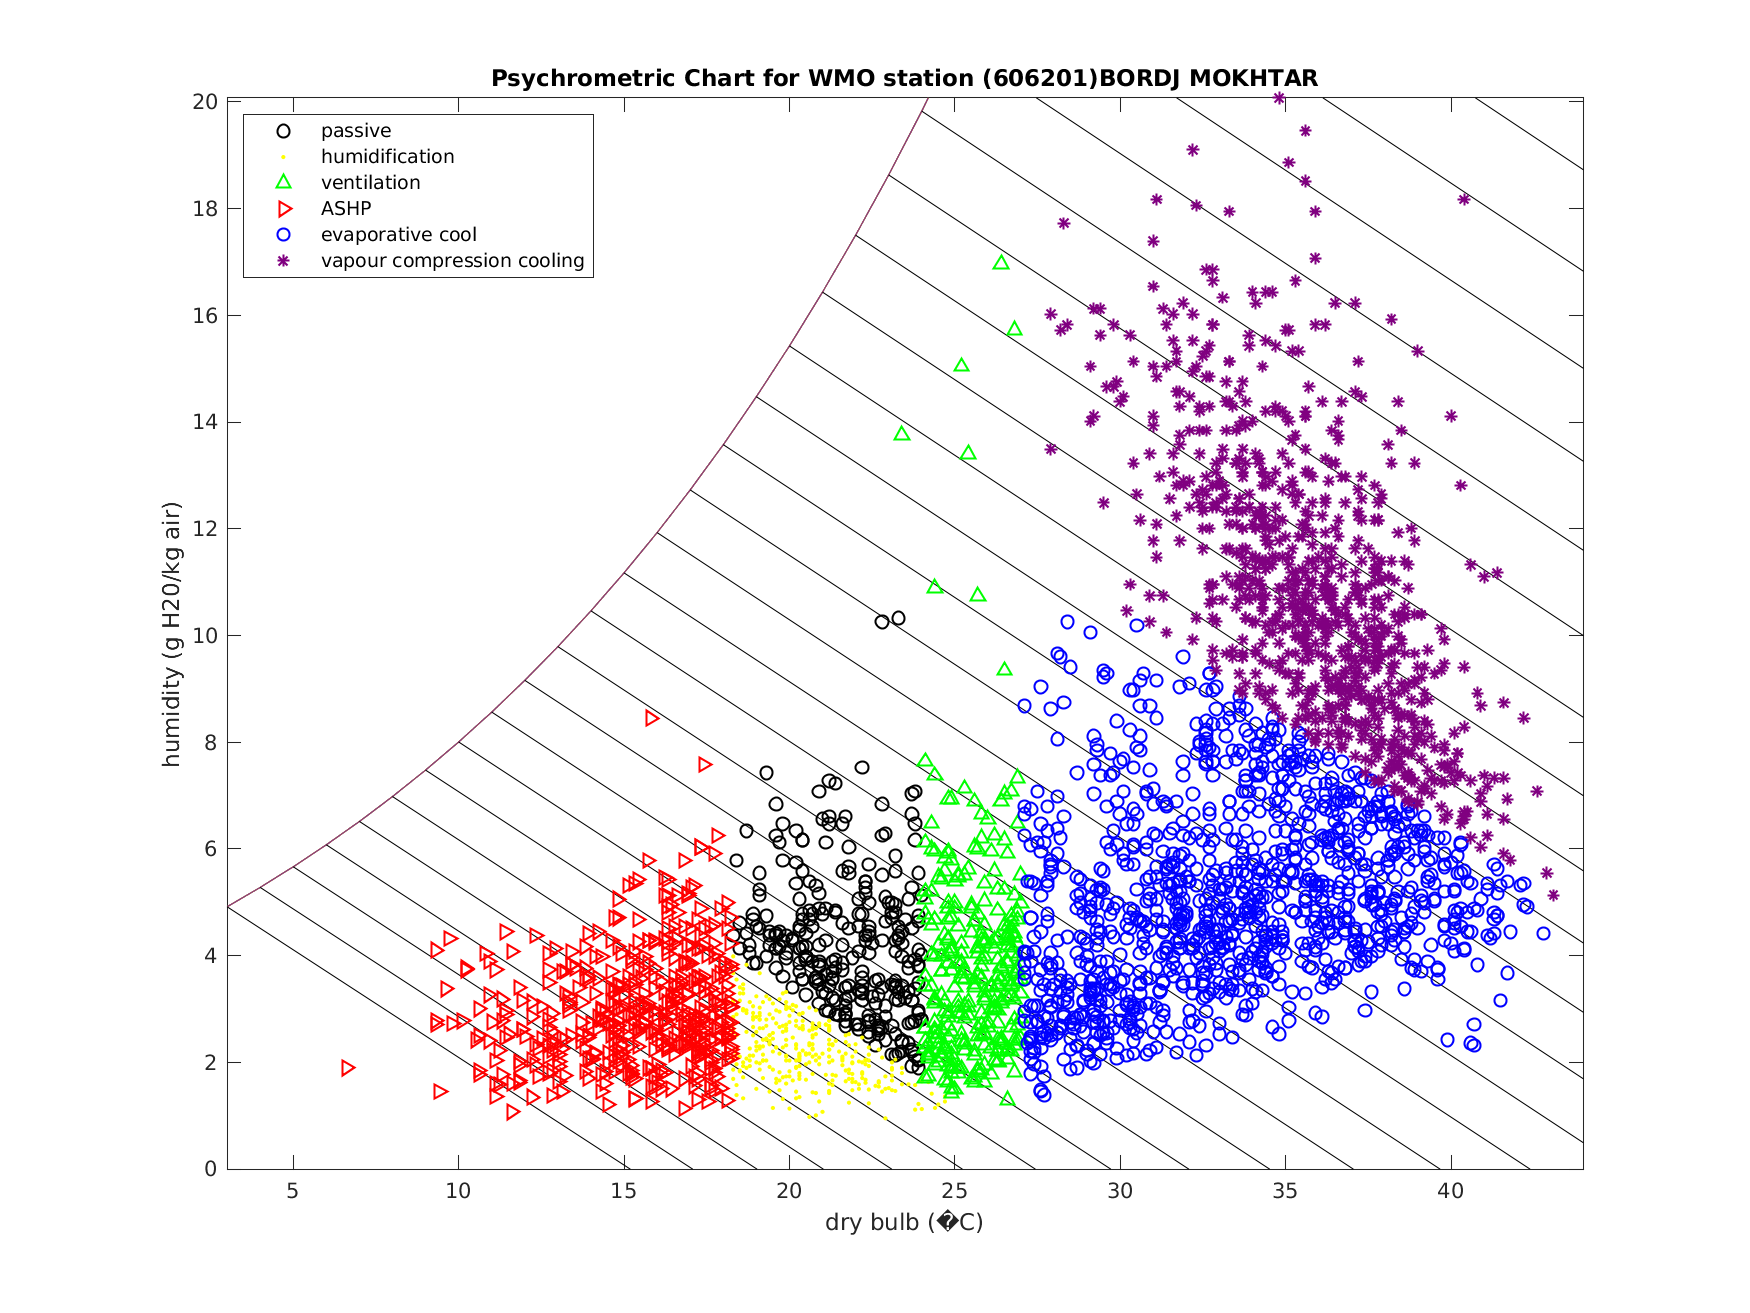 Psychrometric Chart for WMO station (606201)BORDJ MOKHTAR
passive
humidification
ventilation
ASHP
evaporative cool
vapour compression cooling
humidity (g H20/kg air)
20
18
16
14
12
10
8
6
4
2
0
5 10 15 20 25 30 35 40
dry bulb (�C)